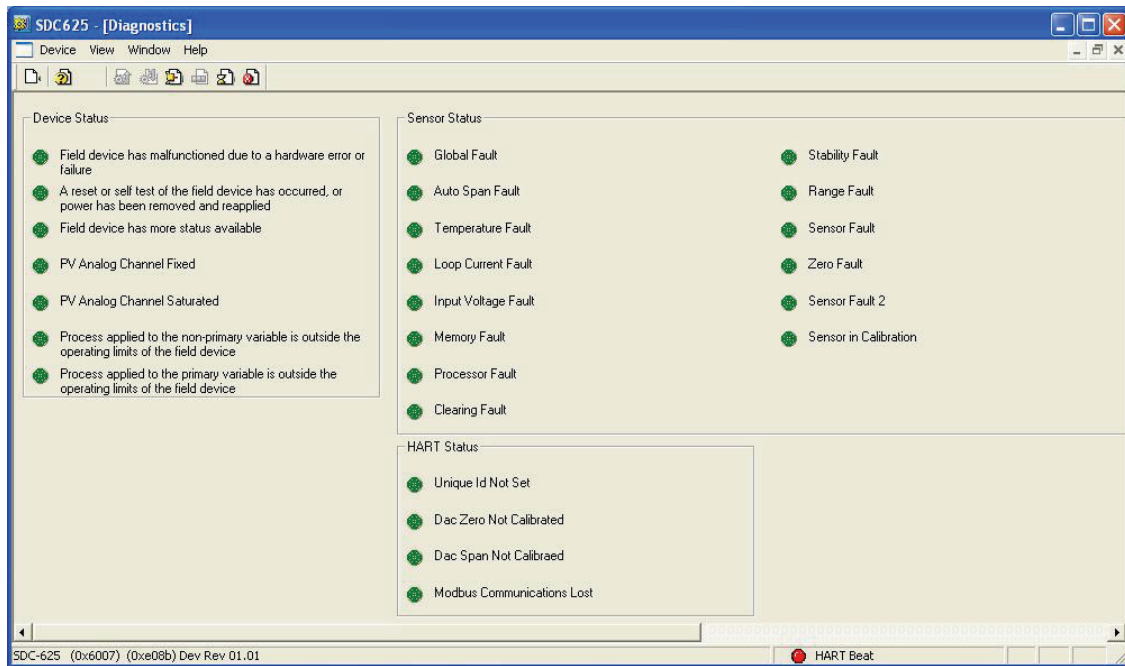 SDC625 - [Diagnostics]
Device View Window Help
Device Status
Field device has malfunctioned due to a hardware error or
failure
A reset or self test of the field device has occurred, or
power has been removed and reapplied
Field device has more status available
PV Analog Channel Fixed
PV Analog Channel Saturated
Process applied to the non-primary variable is outside the
operating limits of the field device
Process applied to the primary variable is outside the
operating limits of the field device
Sensor Status
Global Fault
Auto Span Fault
Temperature Fault
Loop Current Fault
Input Voltage Fault
Memory Fault
Processor Fault
Clearing Fault
Stability Fault
Range Fault
Sensor Fault
Zero Fault
Sensor Fault 2
Sensor in Calibration
HART Status
Unique Id Not Set
Dac Zero Not Calibrated
Dac Span Not Calibraed
Modbus Communications Lost
SDC-625 (0x6007) (0xe08b) Dev Rev 01.01
HART Beat